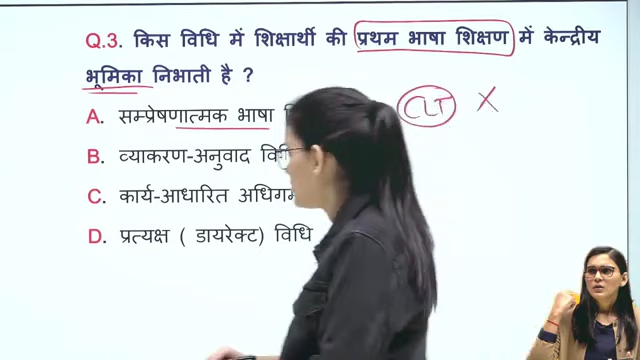 Q.3. किस विधि में शिक्षार्थी की प्रथम भाषा शिक्षण में केन्द्रीय
भूमिका निभाती है ?
A. सम्प्रेषणात्मक भाषा CLT X
B. व्याकरण-अनुवाद विधि
C. कार्य-आधारित अधिगम
D. प्रत्यक्ष ( डायरेक्ट) विधि